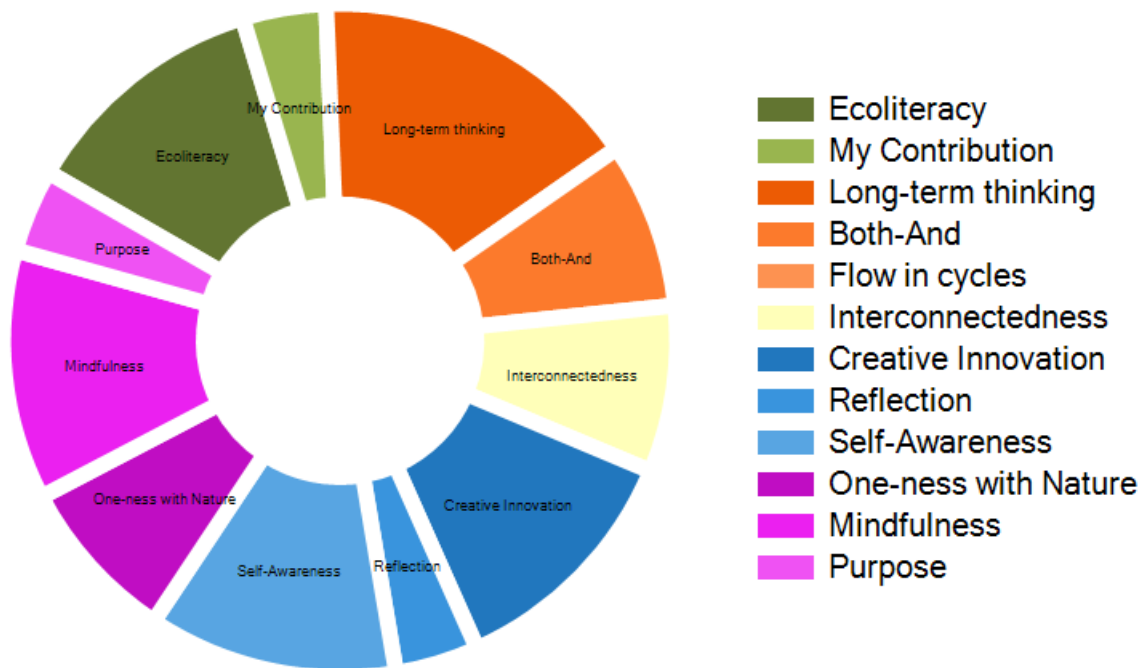 My Contribution
Long-term thinking
Ecoliteracy
Purpose
Both-And
Mindfulness
Interconnectedness
One-ness with Nature
Creative Innovation
Self-Awareness
Reflection
Ecoliteracy
My Contribution
Long-term thinking
Both-And
Flow in cycles
Interconnectedness
Creative Innovation
Reflection
Self-Awareness
One-ness with Nature
Mindfulness
Purpose